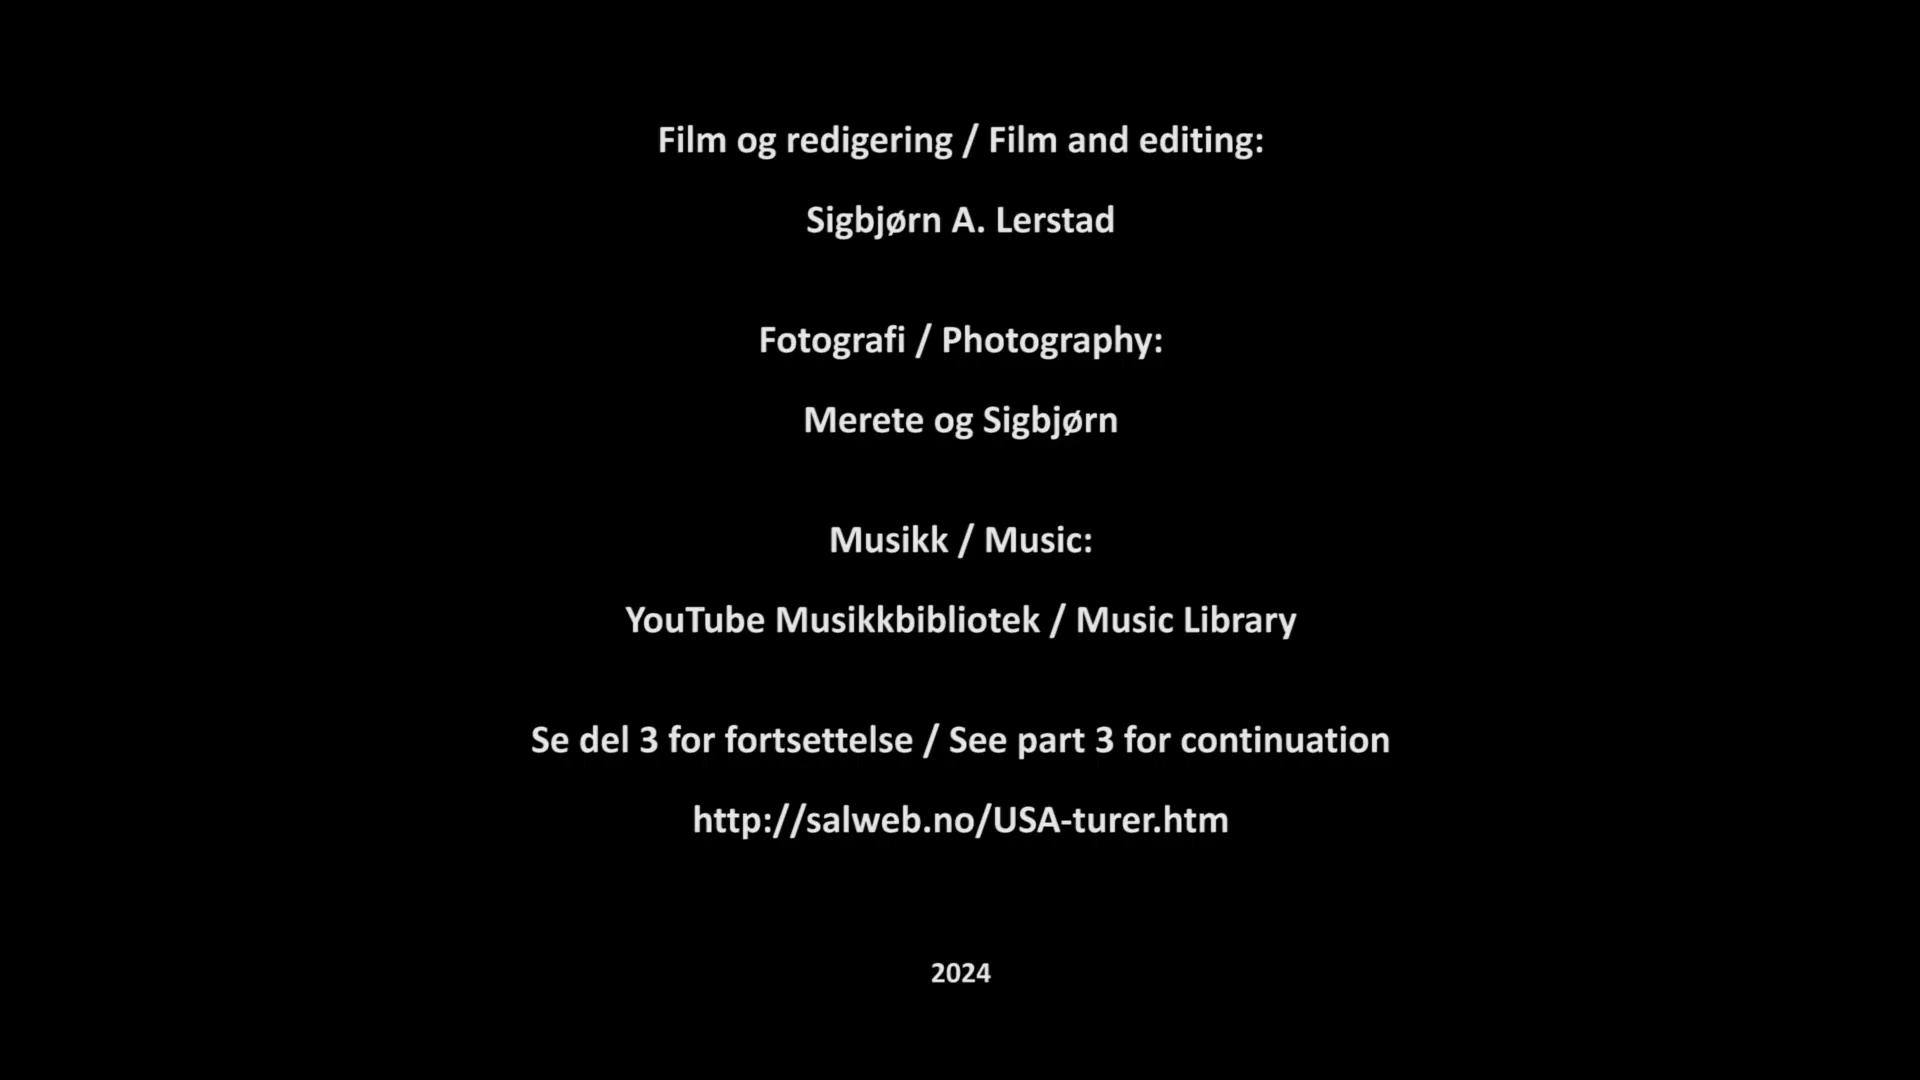 Film og redigering / Film and editing:
Sigbjørn A. Lerstad
Fotografi / Photography:
Merete og Sigbjørn
Musikk / Music:
YouTube Musikkbibliotek / Music Library
Se del 3 for fortsettelse / See part 3 for continuation
http://salweb.no/USA-turer.htm
2024